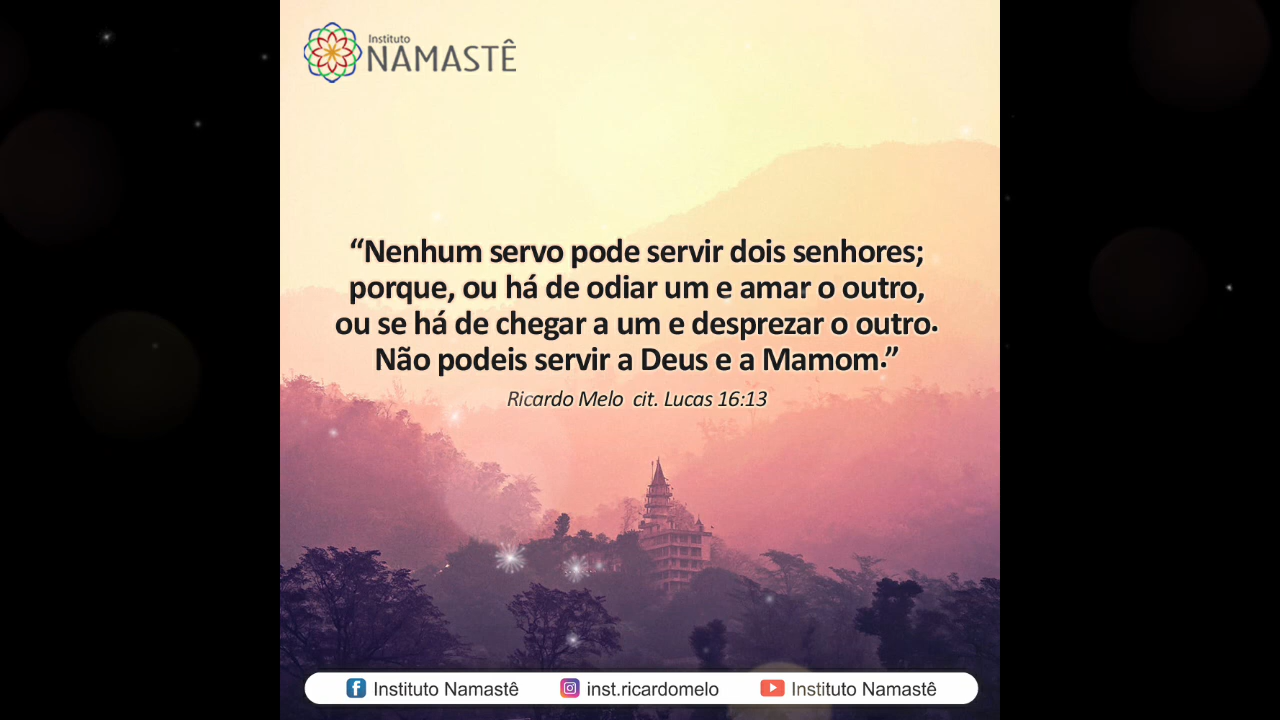 Instituto
NAMASTÊ
“Nenhum servo pode servir dois senhores;
porque, ou há de odiar um e amar o outro,
ou se há de chegar a um e desprezar o outro.
Não podeis servir a Deus e a Mamom.”
Ricardo Melo cit. Lucas 16:13
Instituto Namastê inst.ricardomelo Instituto Namastê